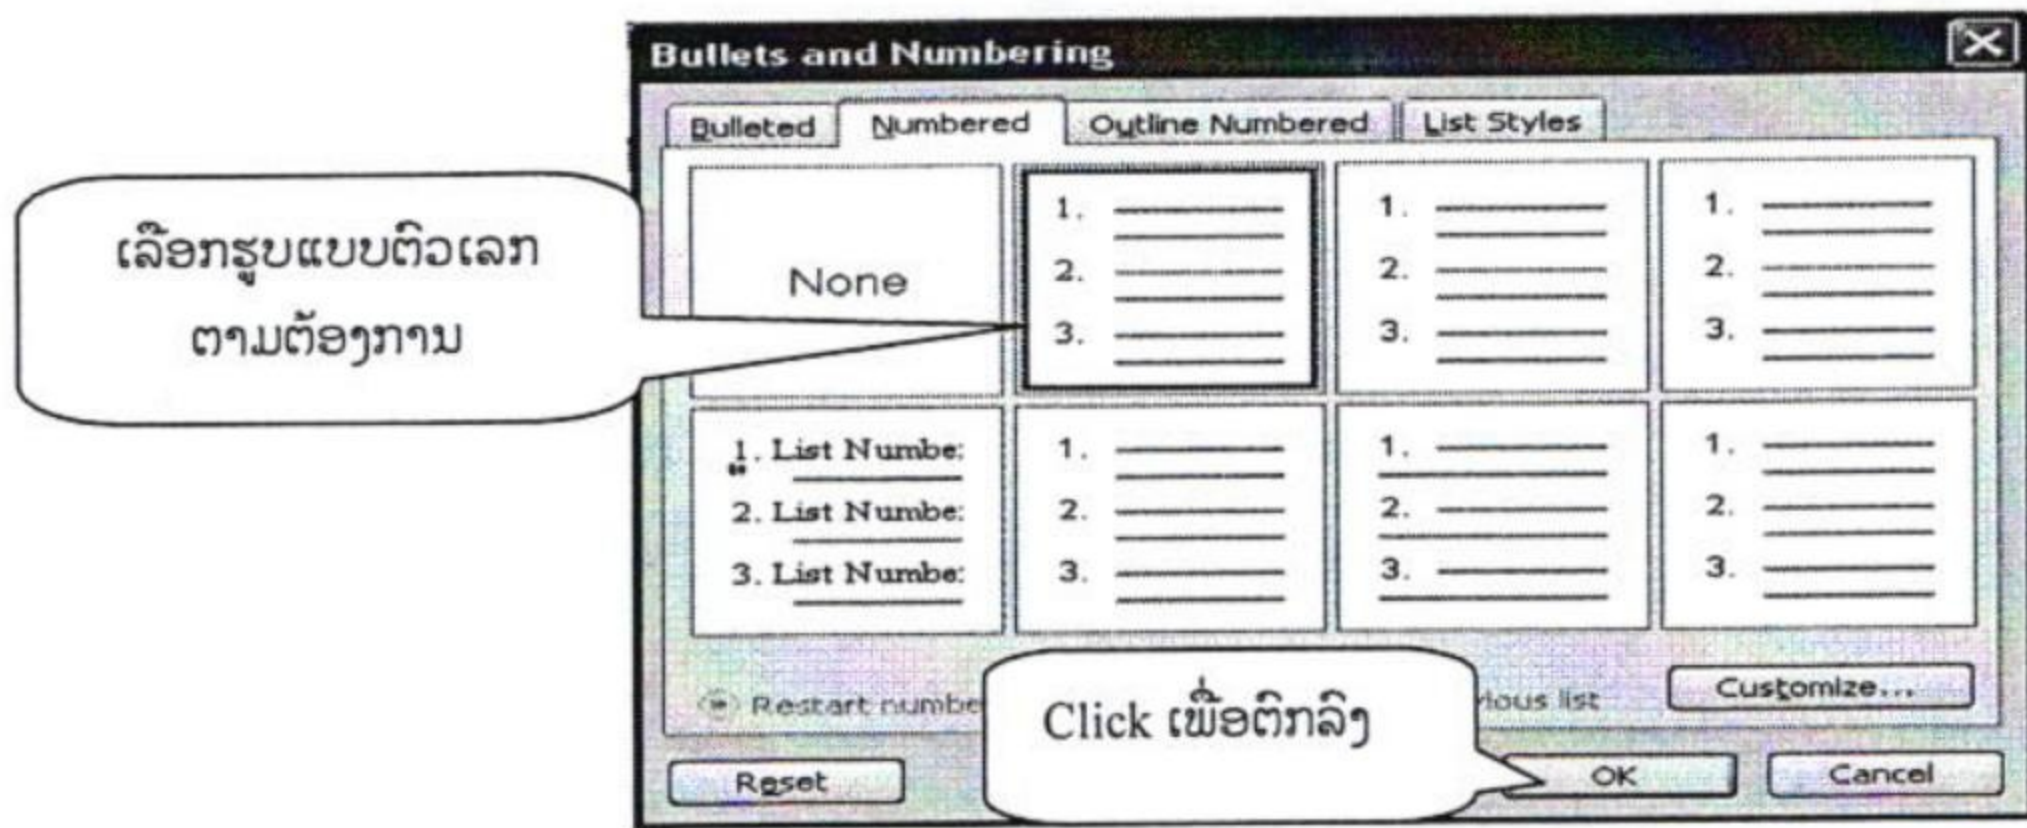 Bullets and Numbering
Bulleted Numbered Outline Numbered List Styles
ເລືອກຮູບແບບຕົວເລກ
ຕາມຕ້ອງການ
None
1.
2.
3.
1.
2.
3.
1.
2.
3.
1. List Numbe:
2. List Numbe:
3. List Numbe:
1.
2.
3.
1.
2.
3.
1.
2.
3.
Restart numbe
Click ເພື່ອຕົກລົງ
ious list
Customize...
Reset
OK
Cancel